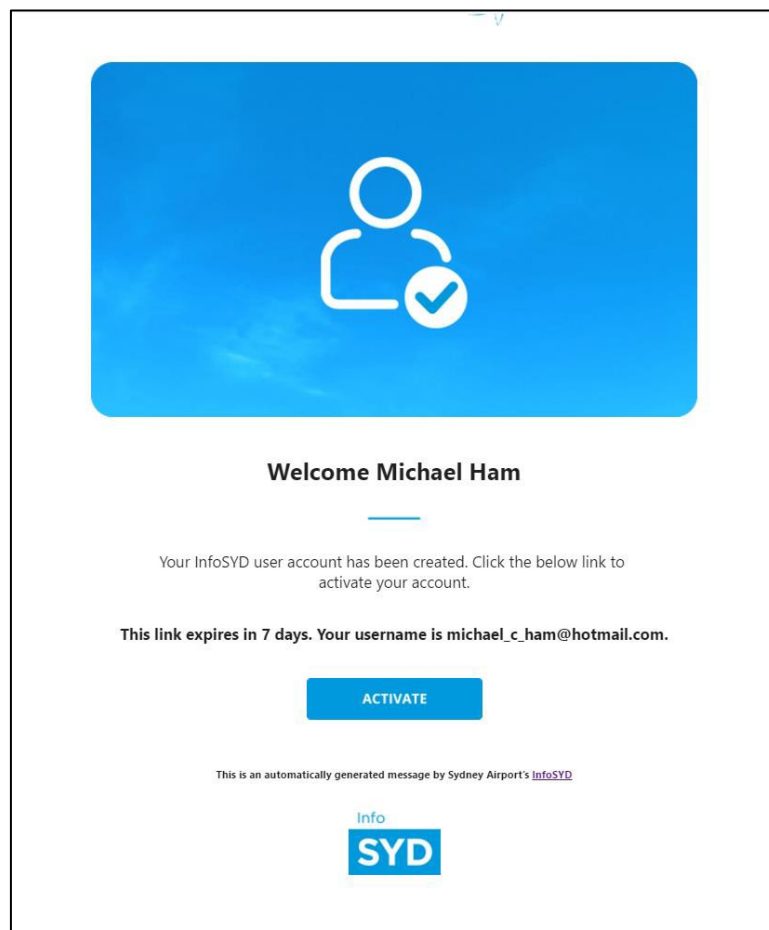 Welcome Michael Ham
Your InfoSYD user account has been created. Click the below link to
activate your account.
This link expires in 7 days. Your username is michael_c_ham@hotmail.com.
ACTIVATE
This is an automatically generated message by Sydney Airport's InfoSYD
Info
SYD